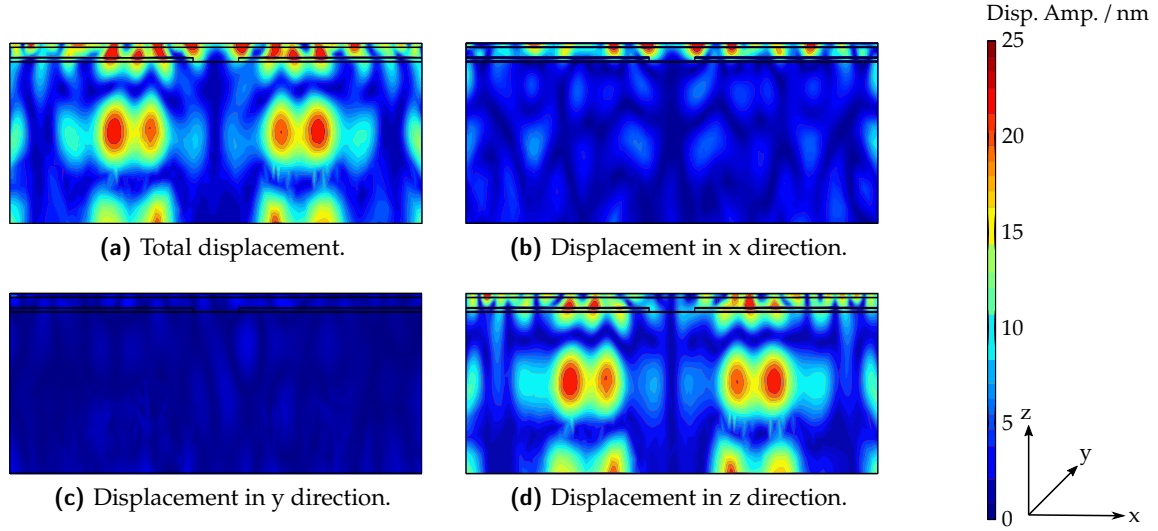 Disp. Amp. / nm
25
20
15
10
5
0
(a) Total displacement.
(b) Displacement in x direction.
(c) Displacement in y direction.
(d) Displacement in z direction.
z
y
x